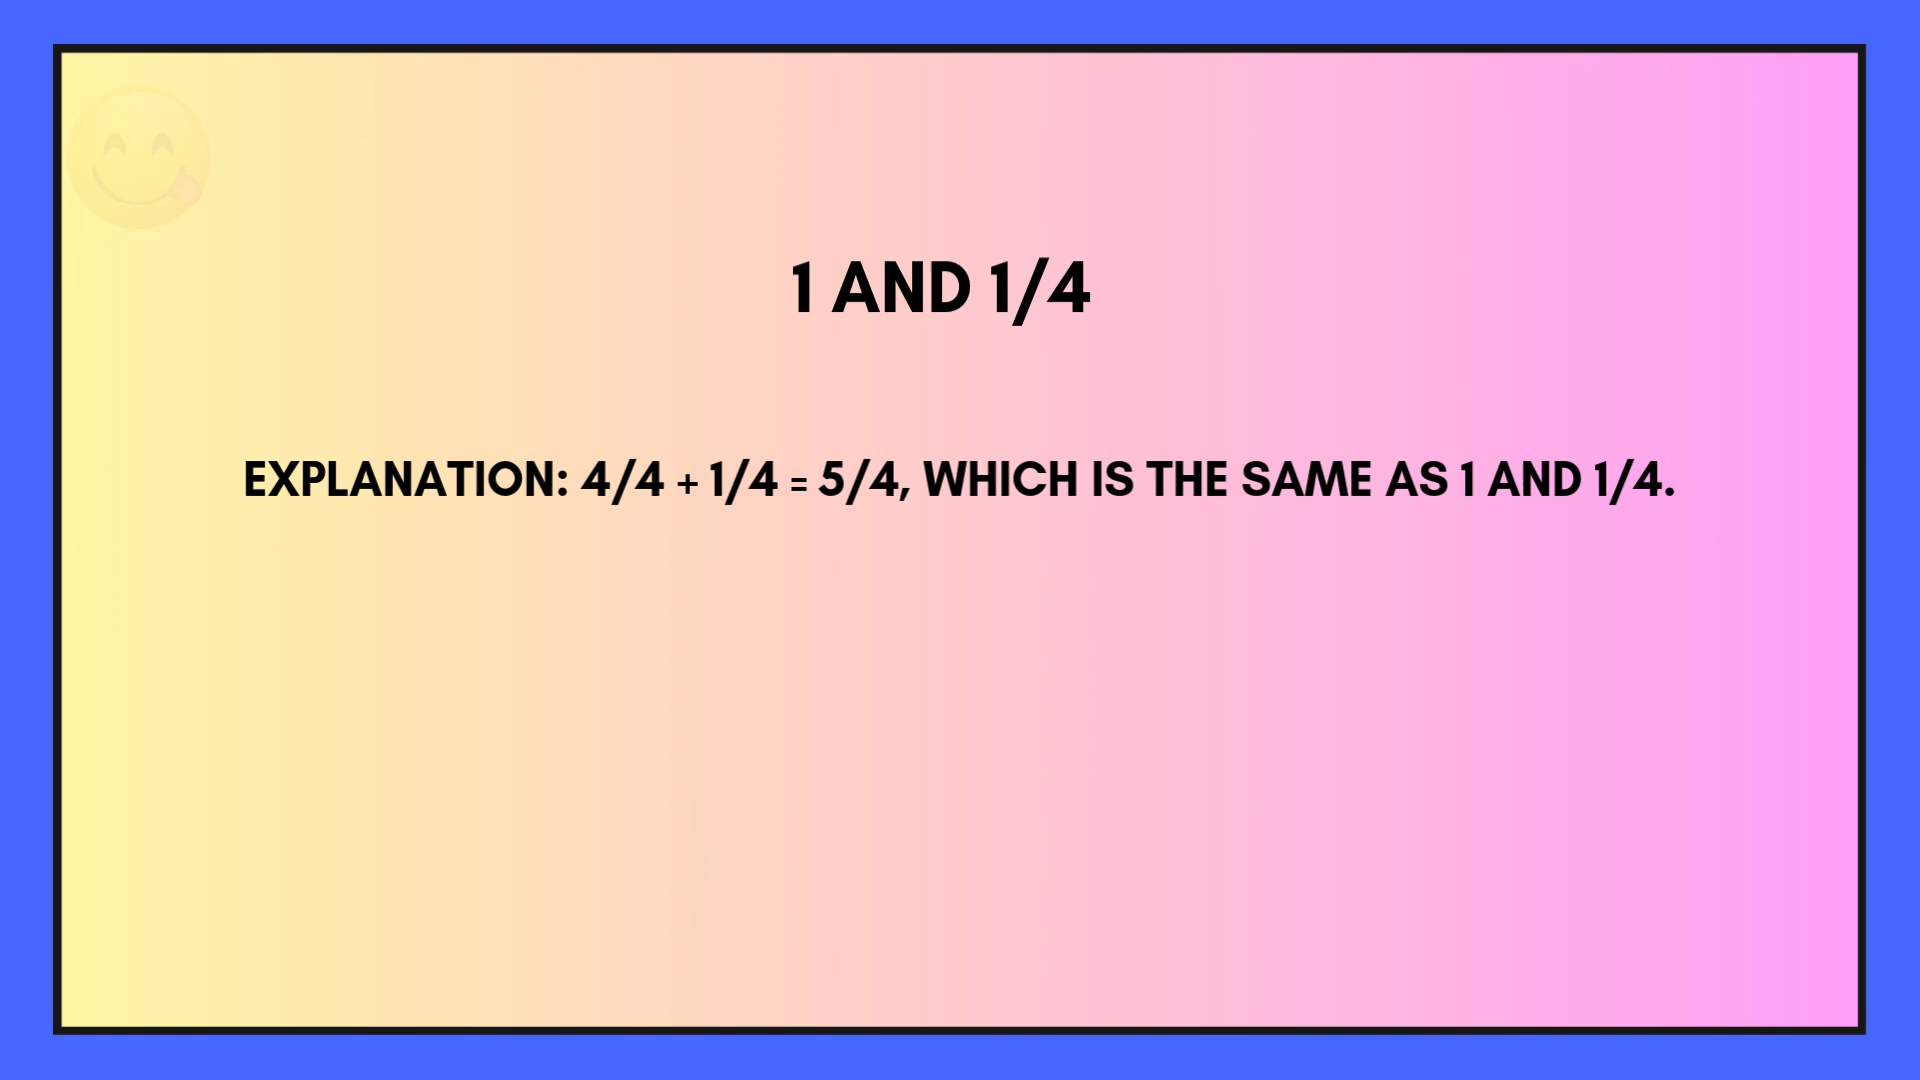 1 AND 1/4
EXPLANATION: 4/4 + 1/4 = 5/4, WHICH IS THE SAME AS 1 AND 1/4.